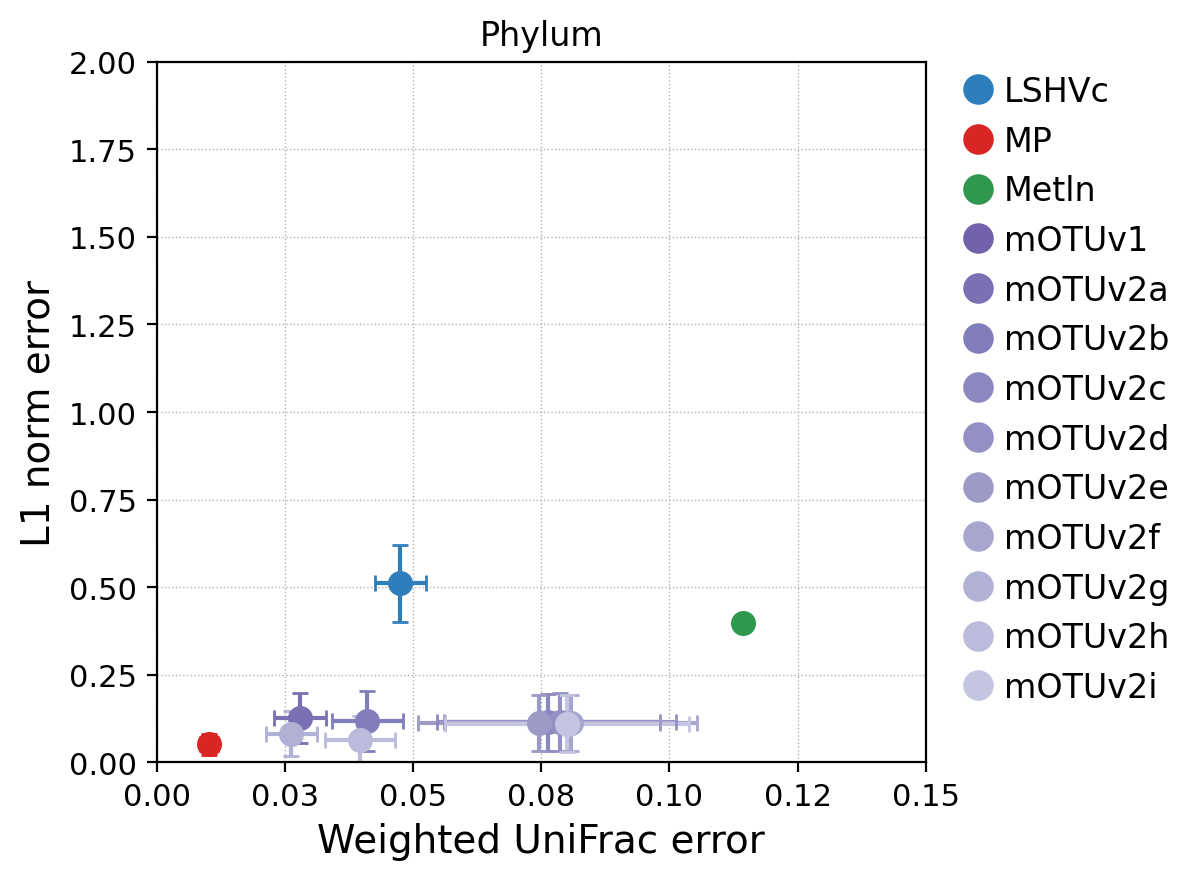 Phylum
2.00
1.75
1.50
1.25
1.00
0.75
0.50
0.25
0.00
L1 norm error
0.00 0.03 0.05 0.08 0.10 0.12 0.15
Weighted UniFrac error
LSHVc
MP
Metln
mOTUv1
mOTUv2a
mOTUv2b
mOTUv2c
mOTUv2d
mOTUv2e
mOTUv2f
mOTUv2g
mOTUv2h
mOTUv2i